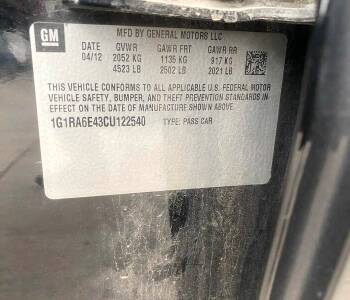 GM
MFD BY GENERAL MOTORS LLC
DATE GVWR GAWR FRT GAWR RR
04/12 2052 KG 1135 KG 917 KG
4523 LB 2502 LB 2021 LB
THIS VEHICLE CONFORMS TO ALL APPLICABLE U.S. FEDERAL MOTOR
VEHICLE SAFETY, BUMPER, AND THEFT PREVENTION STANDARDS IN
EFFECT ON THE DATE OF MANUFACTURE SHOWN ABOVE.
1G1RA6E43CU122540 TYPE: PASS CAR